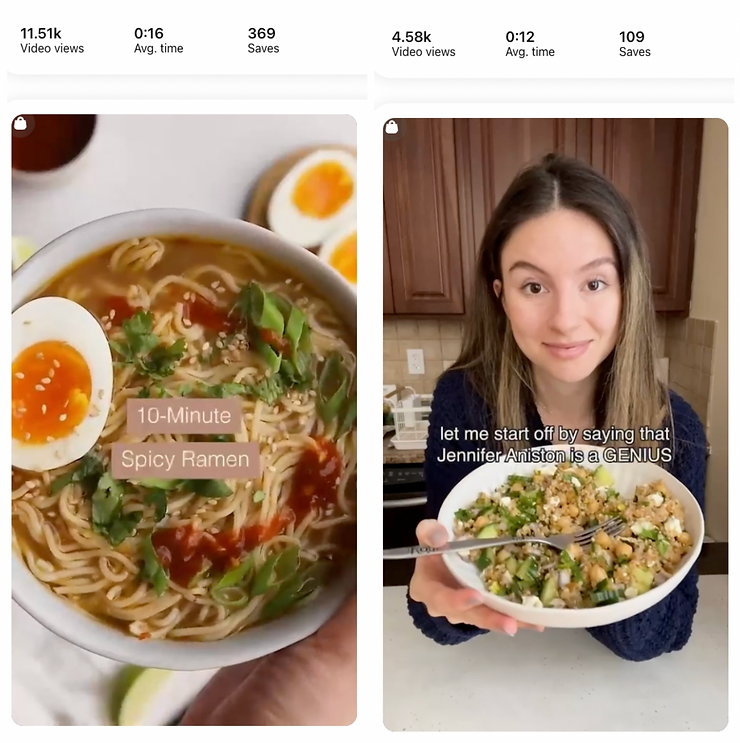 11.51k 0:16 369
Video views Avg. time Saves
10-Minute
Spicy Ramen
4.58k 0:12 109
Video views Avg. time Saves
let me start off by saying that
Jennifer Aniston is a GENIUS